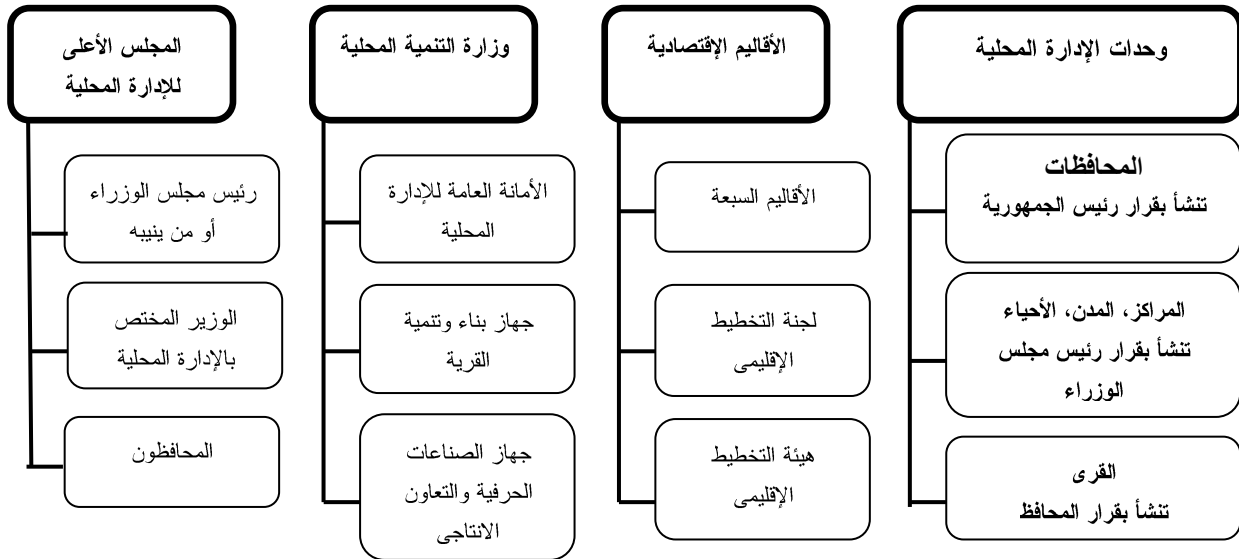 وحدات الإدارة المحلية
المحافظات
تنشأ بقرار رئيس الجمهورية
المراكز، المدن، الأحياء
تنشأ بقرار رئيس مجلس
الوزراء
القرى
تنشأ بقرار المحافظ
الأقاليم الإقتصادية
الأقاليم السبعة
لجنة التخطيط
الإقليمى
هيئة التخطيط
الإقليمى
وزارة التنمية المحلية
الأمانة العامة للإدارة
المحلية
جهاز بناء وتنمية
القرية
جهاز الصناعات
الحرفية والتعاون
الانتاجى
المجلس الأعلى
للإدارة المحلية
رئيس مجلس الوزراء
أو من ينيبه
الوزير المختص
بالإدارة المحلية
المحافظون